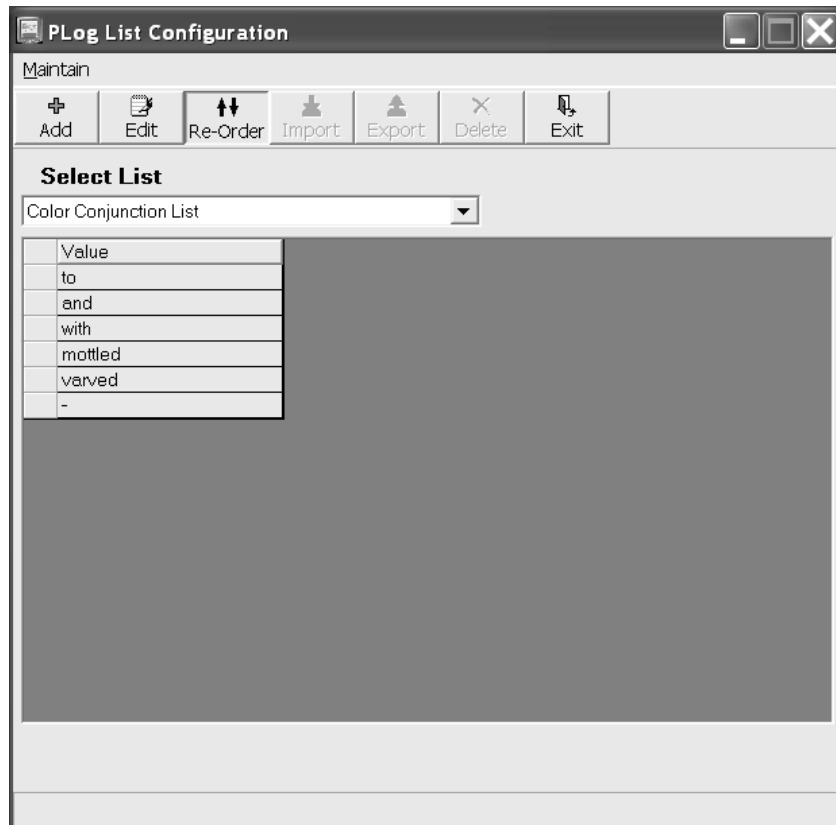 PLog List Configuration
Maintain
Add Edit Re-Order Import Export Delete Exit
Select List
Color Conjunction List
Value
to
and
with
mottled
varved
-